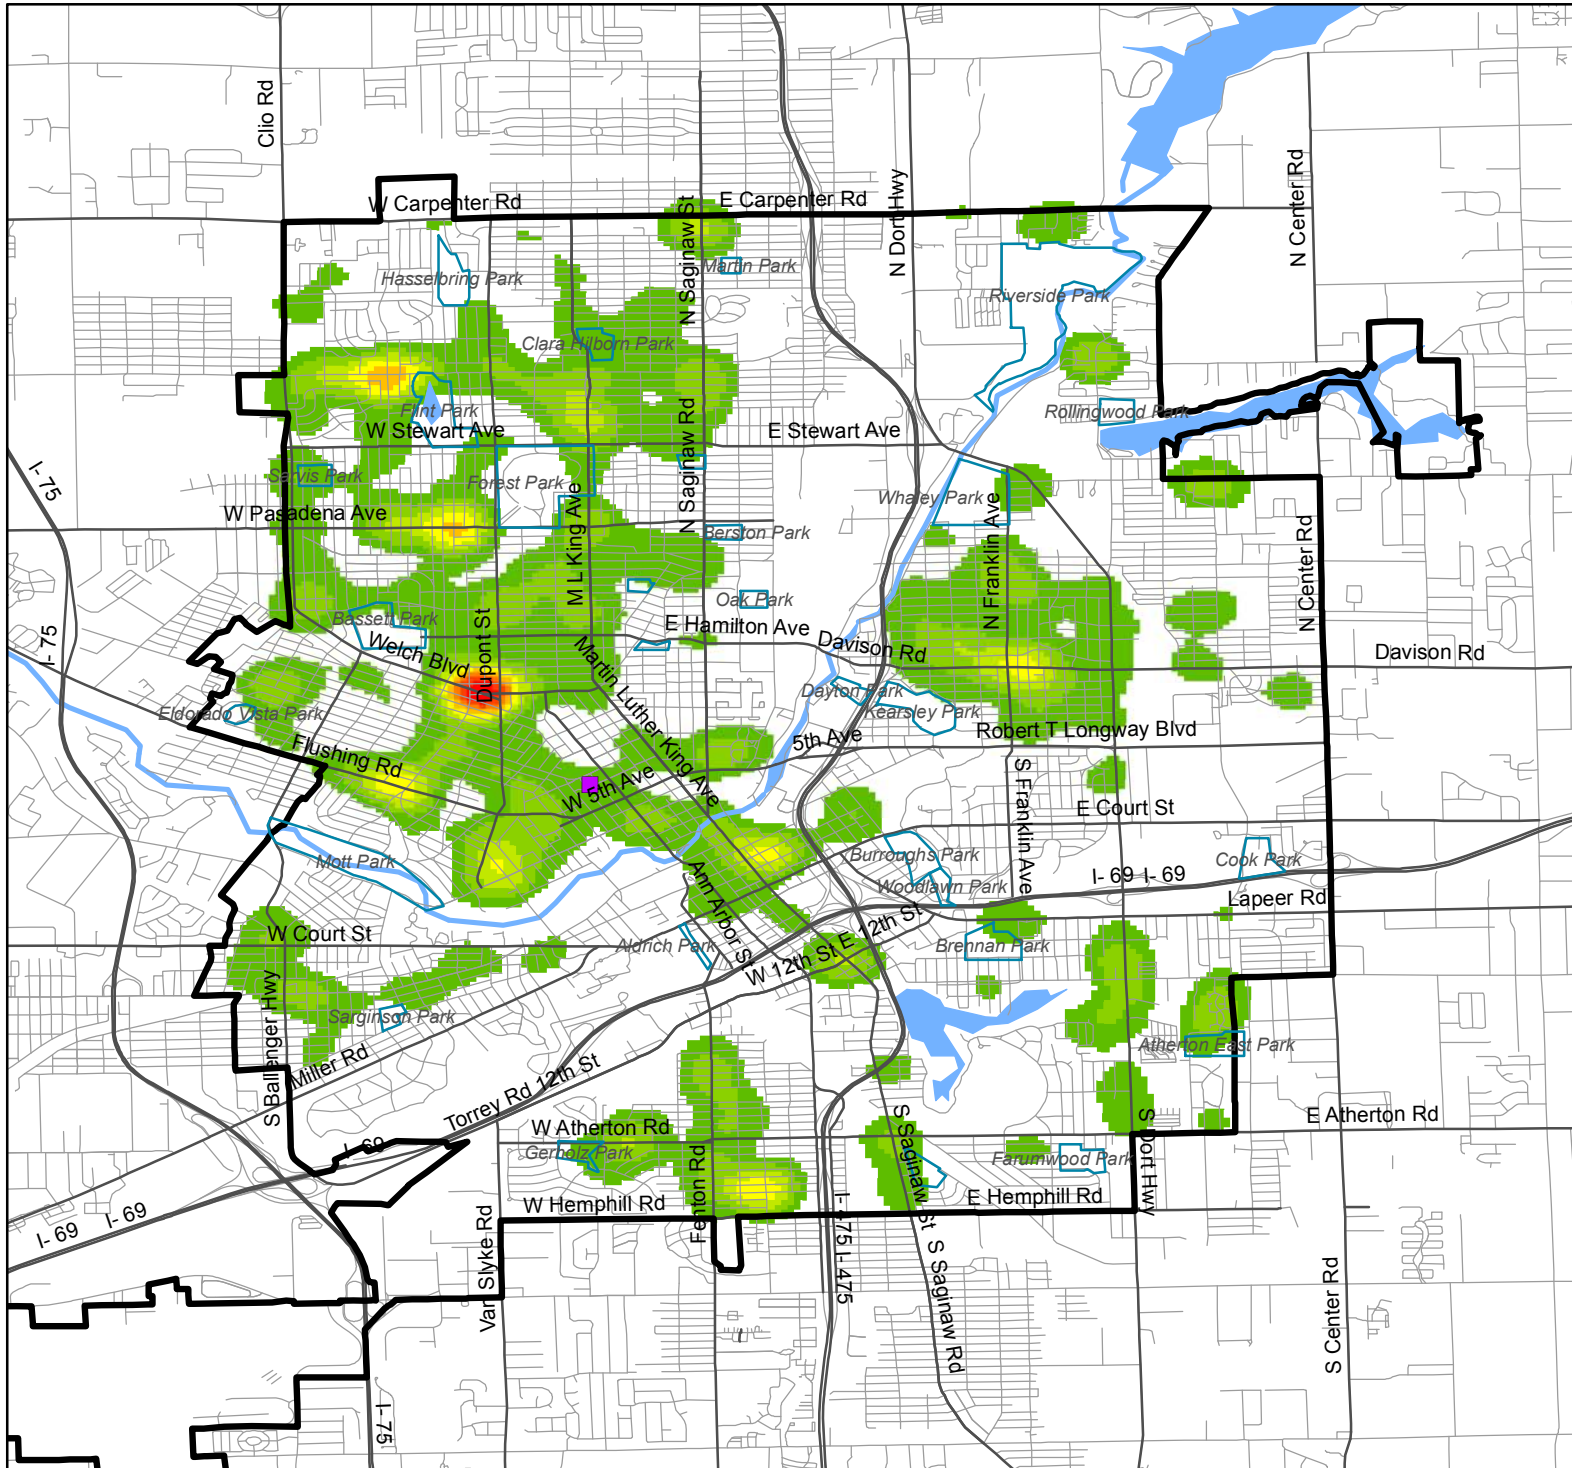 Clio Rd
N Dort Hwy
N Center Rd
W Carpenter Rd
E Carpenter Rd
N Saginaw St
Martin Park
Hasselbring Park
Riverside Park
Clara Hilborn Park
Flint Park
Rollingwood Park
W Stewart Ave
E Stewart Ave
N Saginaw Rd
I- 75
Sarvis Park
Forest Park
Whaley Park
W Pasadena Ave
M L King Ave
Berston Park
N Franklin Ave
N Center Rd
Oak Park
Bassett Park
E Hamilton Ave
I- 75
Welch Blvd
Dupont St
Martin Luther King Ave
Davison Rd
Davison Rd
Dayton Park
Kearsley Park
Eldorado Vista Park
Robert T Longway Blvd
5th Ave
Flushing Rd
W 5th Ave
S Franklin Ave
E Court St
Mott Park
Burroughs Park
Cook Park
Woodlawn Park
I- 69 I- 69
Ann Arbor St
Lapeer Rd
W Court St
Aldrich Park
W 12th St E 12th St
Brennan Park
S Ballenger Hwy
Sarginson Park
Atherton East Park
Miller Rd
Torrey Rd 12th St
W Atherton Rd
E Atherton Rd
I- 69
Gerholz Park
S Saginaw St
Farumwood Park
S Dort Hwy
W Hemphill Rd
E Hemphill Rd
Fenton Rd
I- 69
I- 69
Van Slyke Rd
I- 475 I- 475
S Saginaw Rd
S Center Rd
I- 75